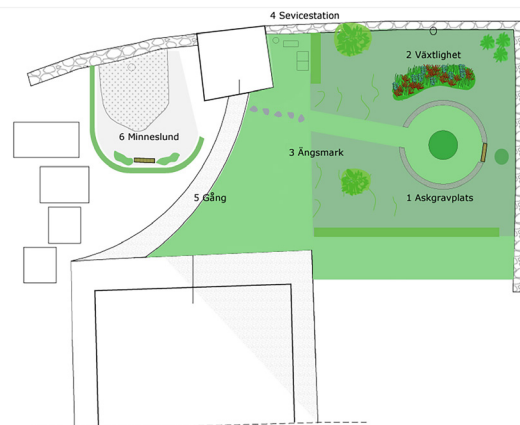 4 Sevicestation
2 Växtlighet
6 Minneslund
3 Ängsmark
5 Gång
1 Askgravplats